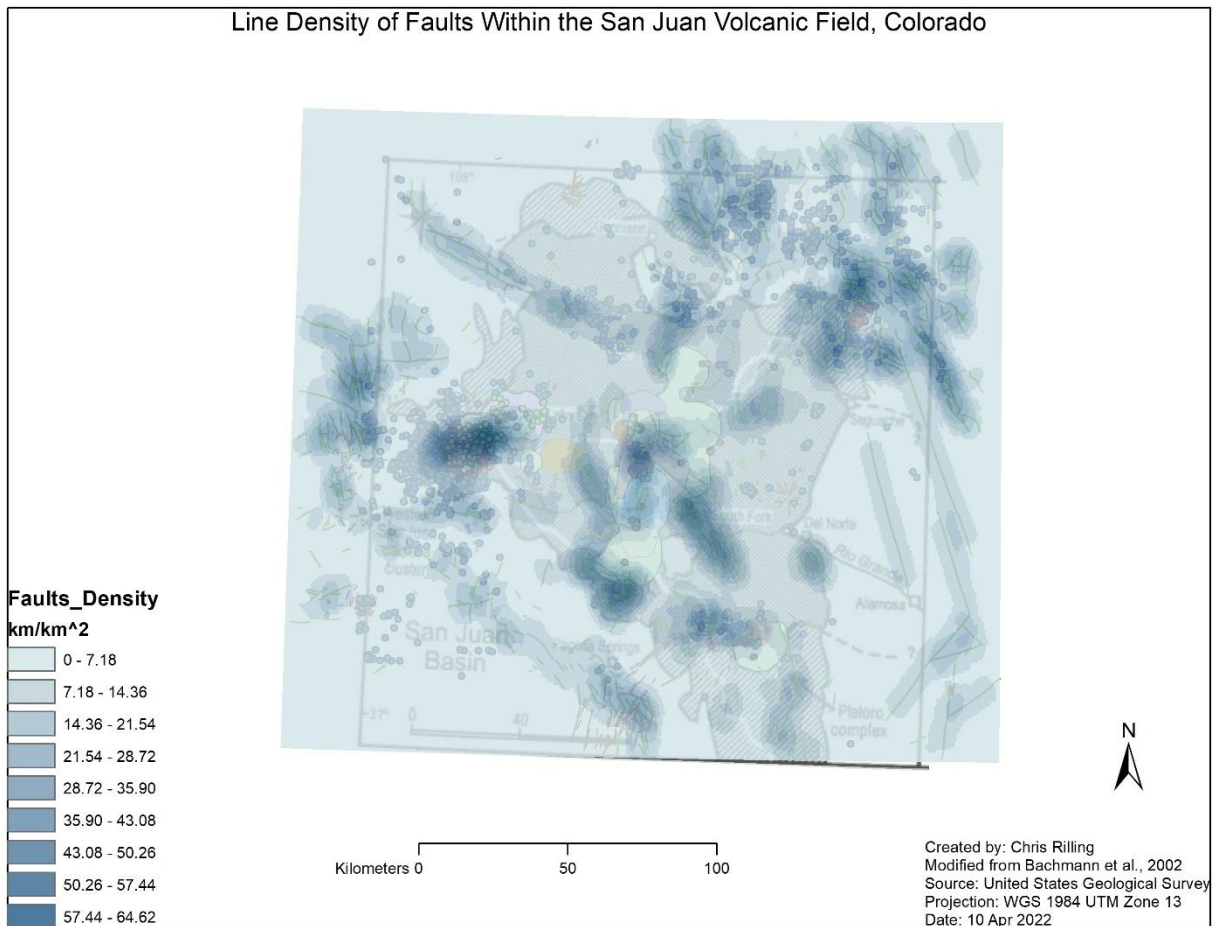 Line Density of Faults Within the San Juan Volcanic Field, Colorado
108°
Gunnison
Saguache
Western
San Juan
cluster
Del Norte
Rio Grande
Alamosa
San Juan
Basin
Pagosa Springs
37°
0
40
?
Platoro
complex
Faults_Density
km/km^2
0 - 7.18
7.18 - 14.36
14.36 - 21.54
21.54 - 28.72
28.72 - 35.90
35.90 - 43.08
43.08 - 50.26
50.26 - 57.44
57.44 - 64.62
N
Kilometers 0
50
100
Created by: Chris Rilling
Modified from Bachmann et al., 2002
Source: United States Geological Survey
Projection: WGS 1984 UTM Zone 13
Date: 10 Apr 2022